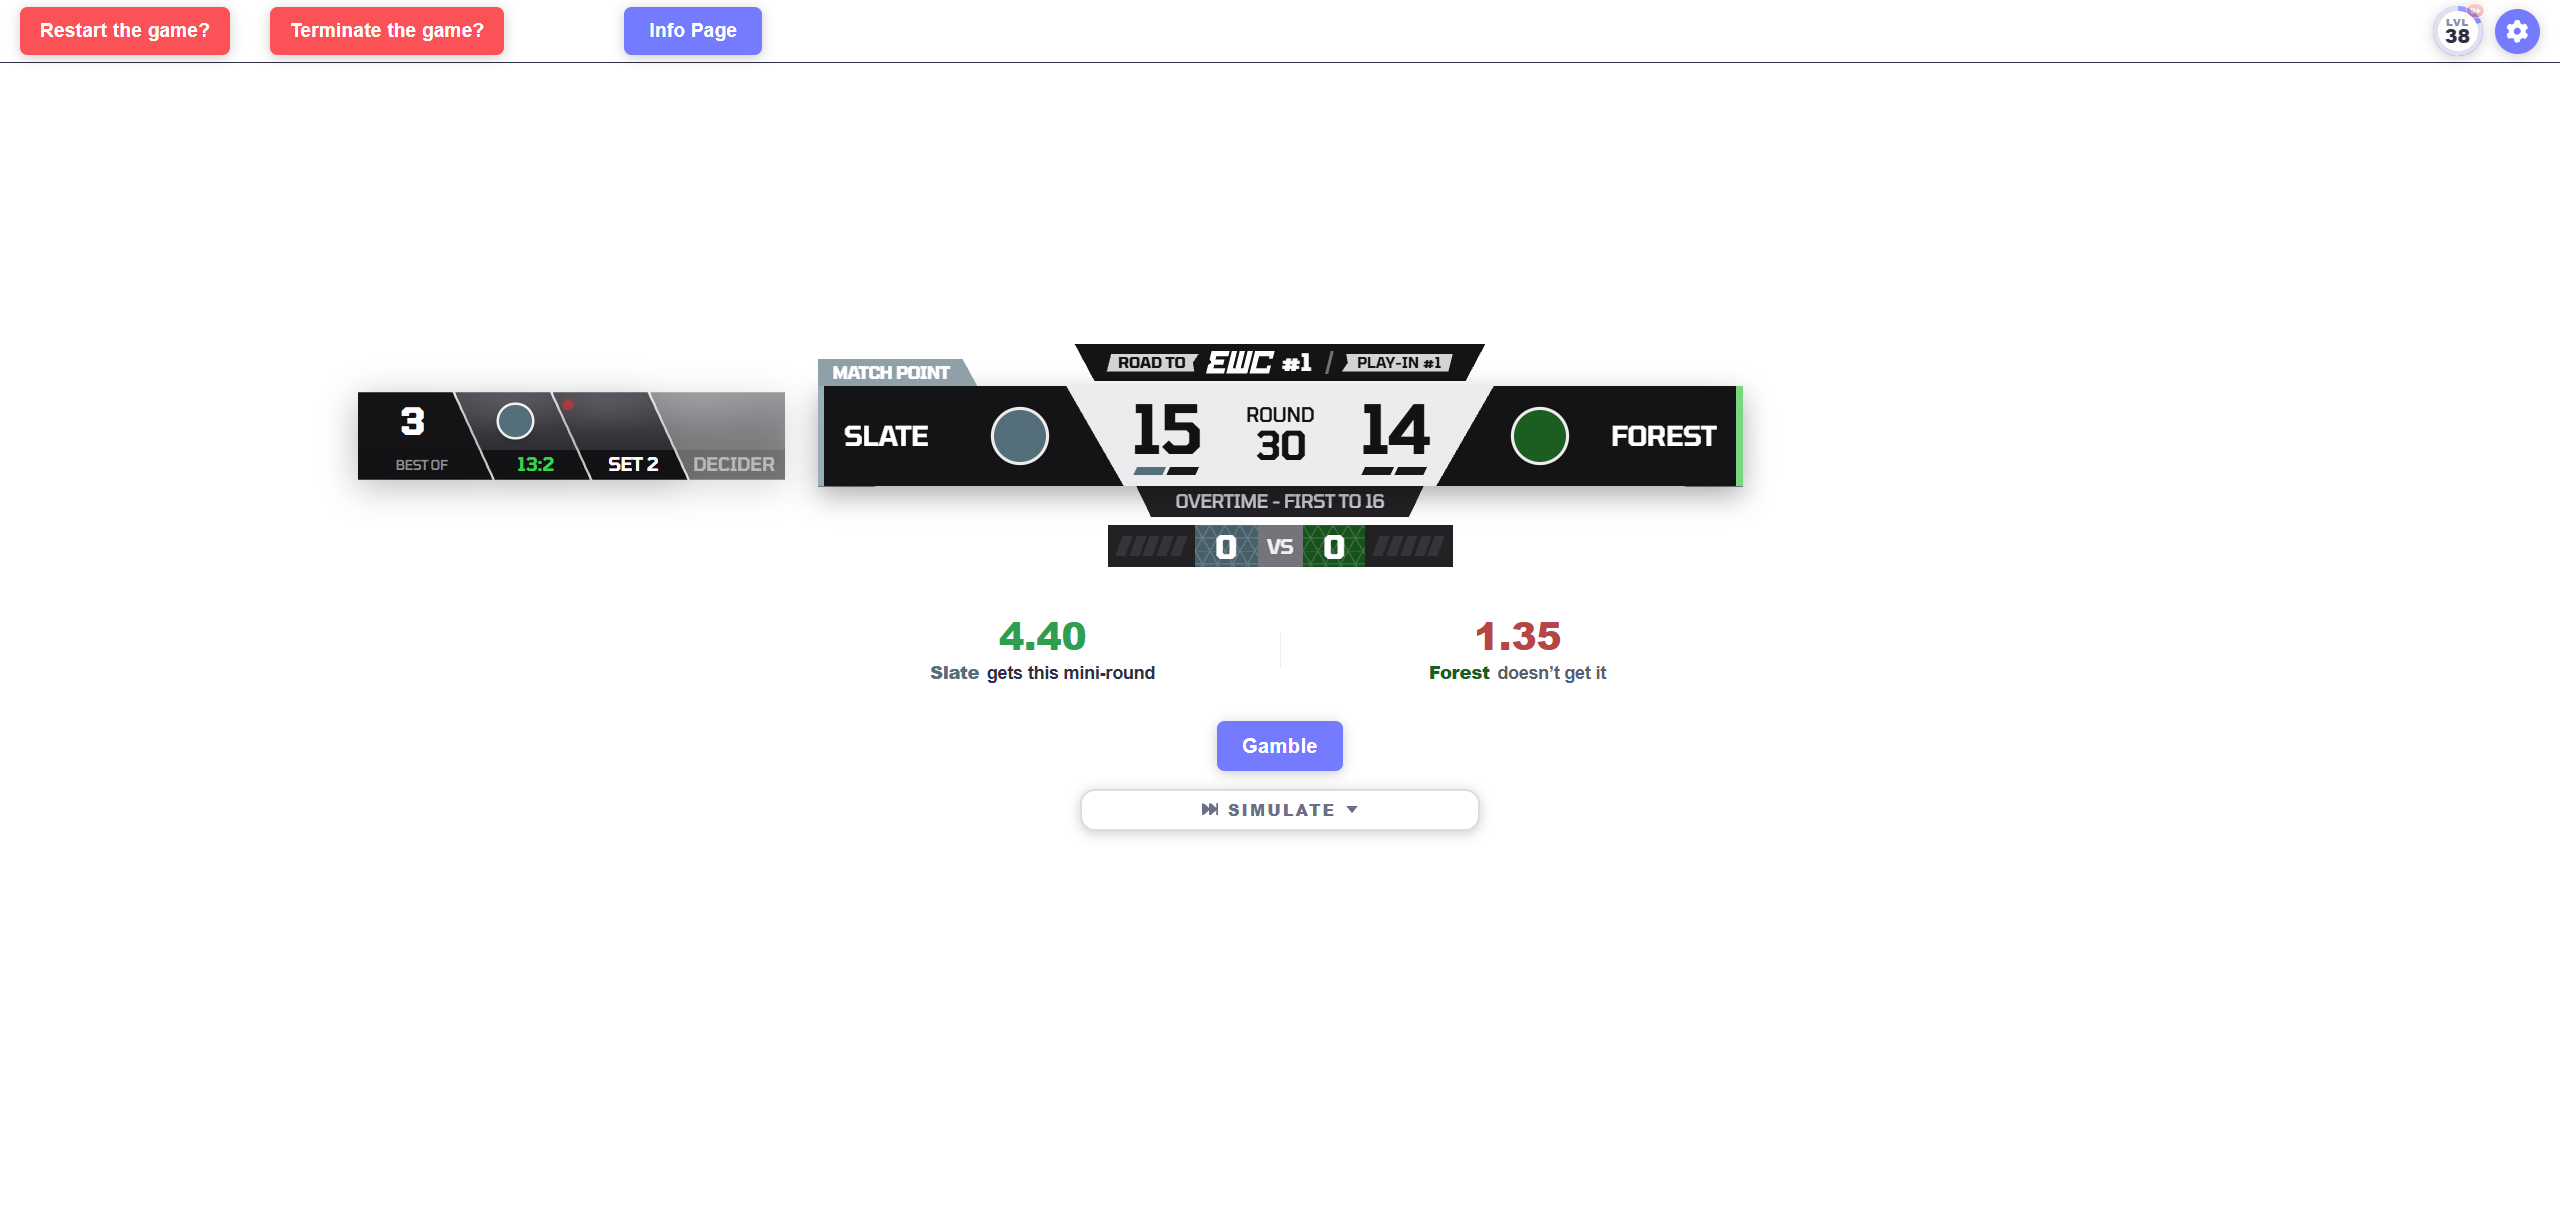 Restart the game?
Terminate the game?
Info Page
LVL
38
ROAD TO EWC #1 / PLAY-IN #1
MATCH POINT
3
BEST OF
13:2
SET 2
DECIDER
SLATE
15
ROUND
30
14
FOREST
OVERTIME - FIRST TO 16
0 VS 0
4.40
Slate gets this mini-round
1.35
Forest doesn’t get it
Gamble
SIMULATE